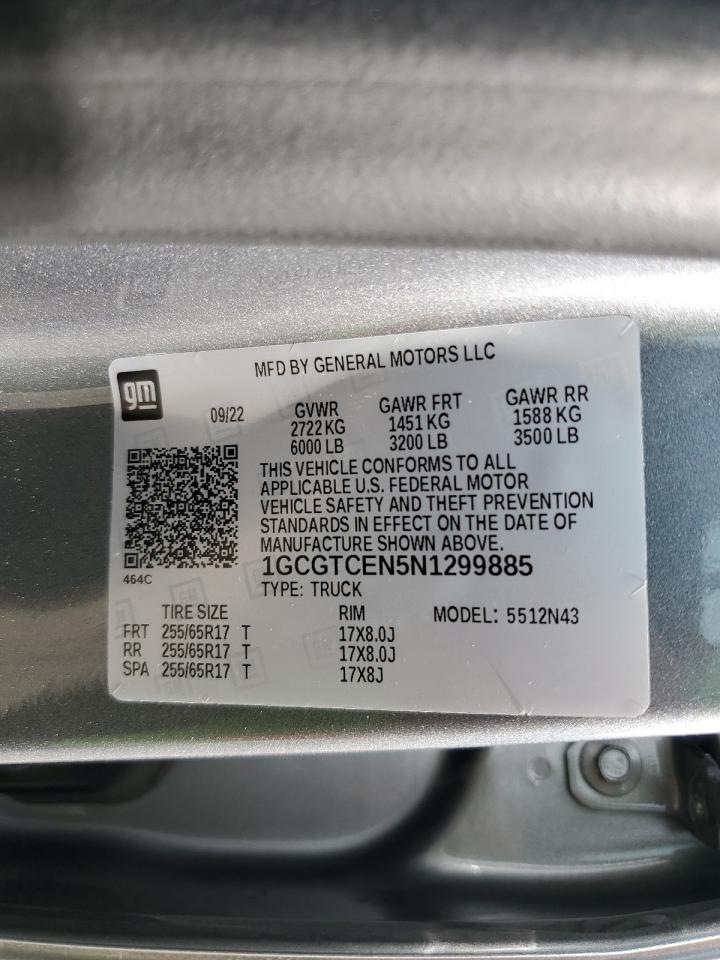 MFD BY GENERAL MOTORS LLC
gm
09/22 GVWR GAWR FRT GAWR RR
2722 KG 1451 KG 1588 KG
6000 LB 3200 LB 3500 LB
THIS VEHICLE CONFORMS TO ALL
APPLICABLE U.S. FEDERAL MOTOR
VEHICLE SAFETY AND THEFT PREVENTION
STANDARDS IN EFFECT ON THE DATE OF
MANUFACTURE SHOWN ABOVE.
464C
1GCGTCEN5N1299885
TYPE: TRUCK
TIRE SIZE RIM MODEL: 5512N43
FRT 255/65R17 T 17X8.0J
RR 255/65R17 T 17X8.0J
SPA 255/65R17 T 17X8J